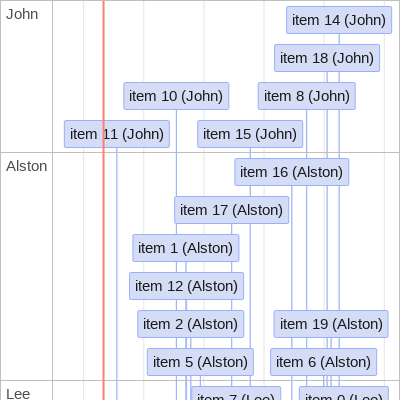 John
item 14 (John)
item 18 (John)
item 10 (John)
item 8 (John)
item 11 (John)
item 15 (John)
Alston
item 16 (Alston)
item 17 (Alston)
item 1 (Alston)
item 12 (Alston)
item 2 (Alston)
item 19 (Alston)
item 5 (Alston)
item 6 (Alston)
Lee
item 7 (Lee)
item 0 (Lee)